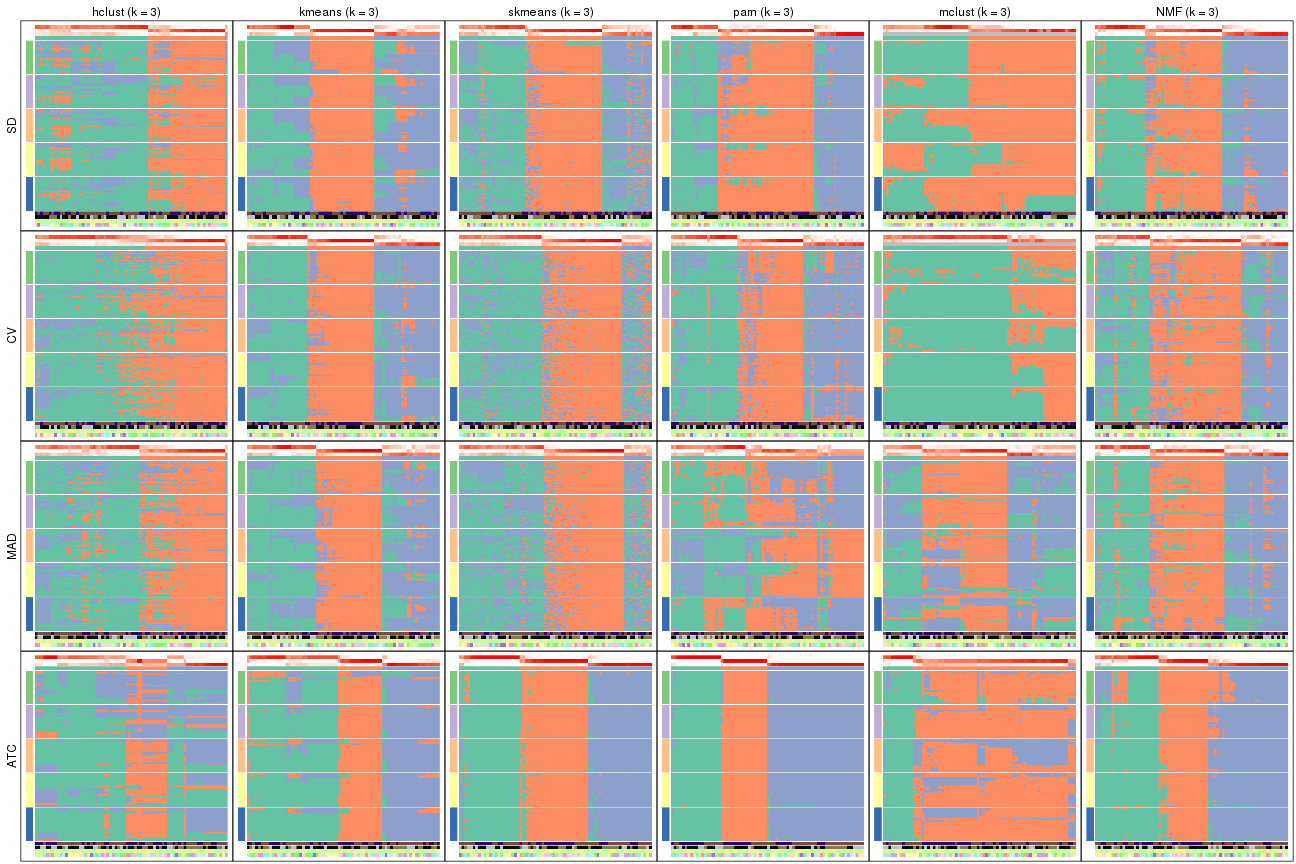 hclust (k = 3)
kmeans (k = 3)
skmeans (k = 3)
pam (k = 3)
mclust (k = 3)
NMF (k = 3)
SD
CV
MAD
ATC